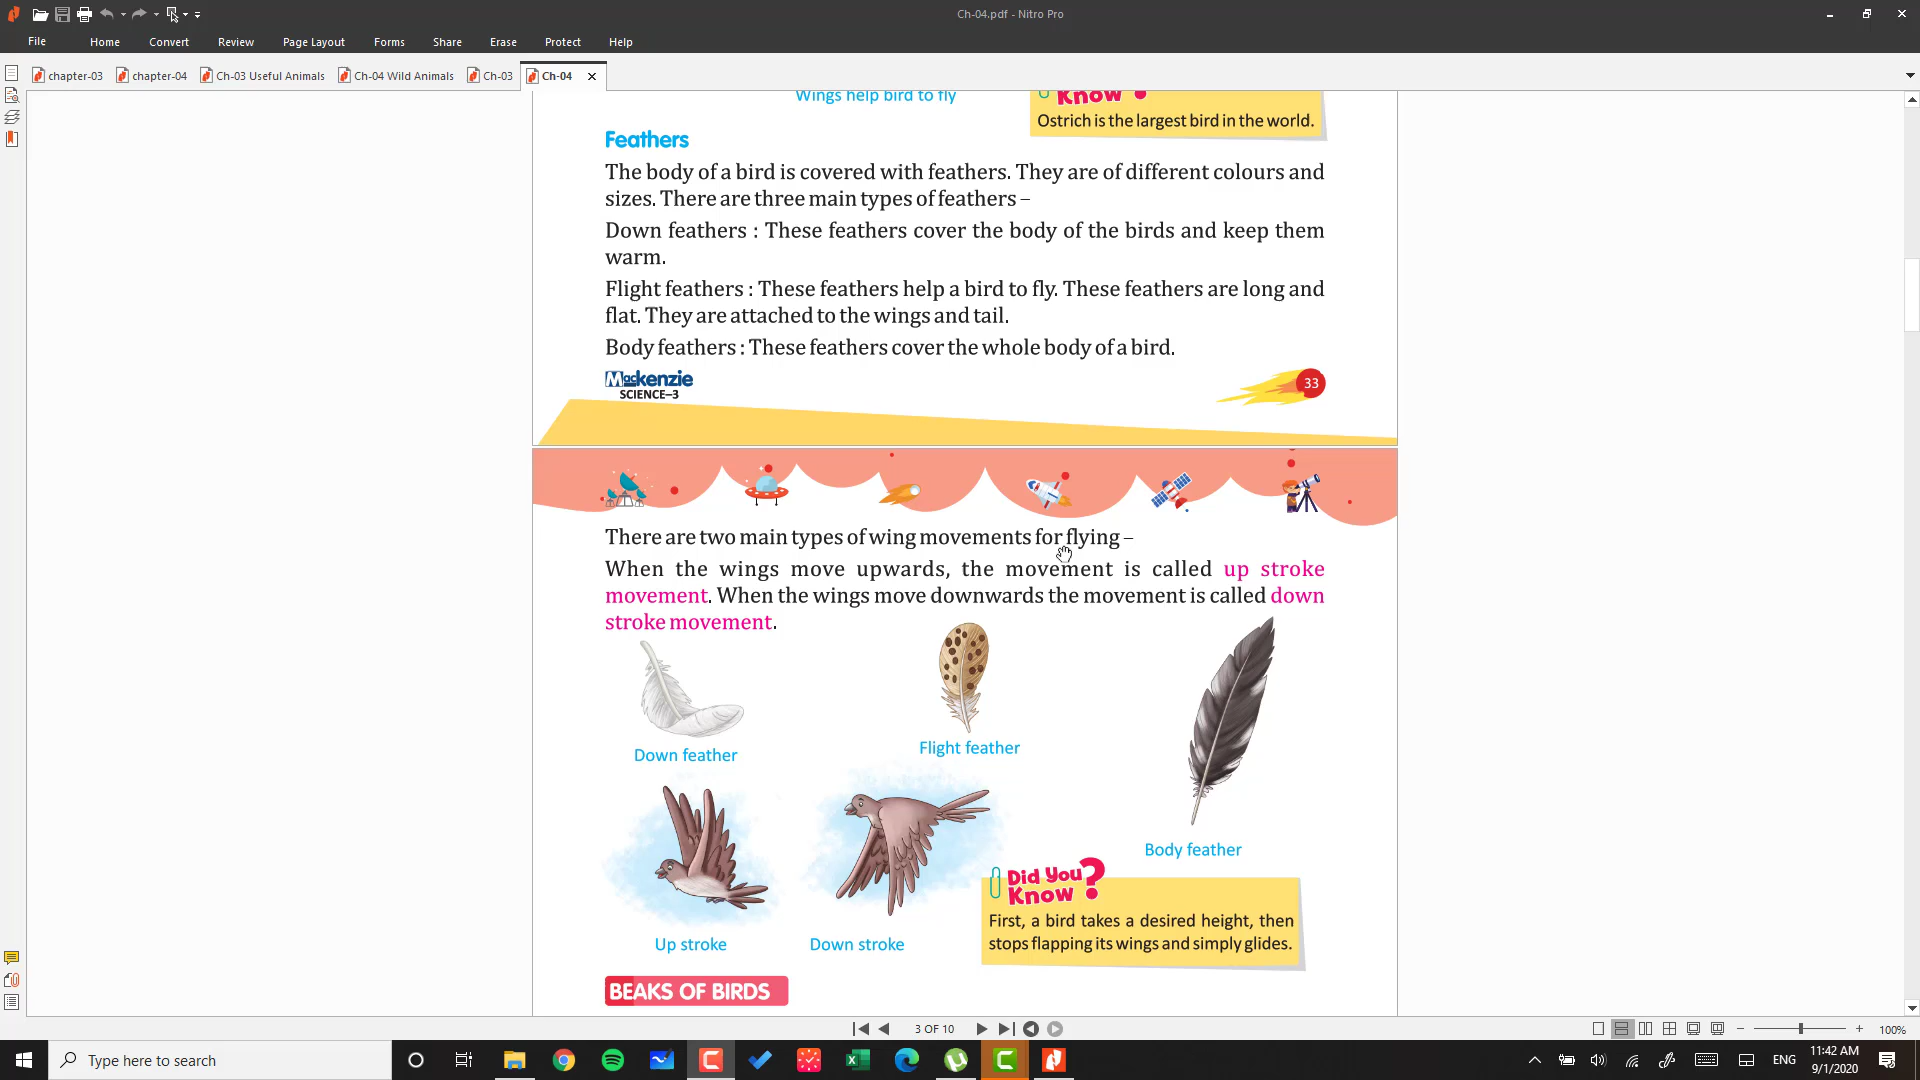 Ch-04.pdf - Nitro Pro
File Home Convert Review Page Layout Forms Share Erase Protect Help
chapter-03 chapter-04 Ch-03 Useful Animals Ch-04 Wild Animals Ch-03 Ch-04
Wings help bird to fly
Know ?
Ostrich is the largest bird in the world.
Feathers
The body of a bird is covered with feathers. They are of different colours and
sizes. There are three main types of feathers –
Down feathers : These feathers cover the body of the birds and keep them
warm.
Flight feathers : These feathers help a bird to fly. These feathers are long and
flat. They are attached to the wings and tail.
Body feathers : These feathers cover the whole body of a bird.
Mackenzie
SCIENCE–3
33
There are two main types of wing movements for flying –
When the wings move upwards, the movement is called up stroke
movement. When the wings move downwards the movement is called down
stroke movement.
Down feather
Flight feather
Body feather
Up stroke
Down stroke
Did You
Know ?
First, a bird takes a desired height, then
stops flapping its wings and simply glides.
BEAKS OF BIRDS
3 OF 10
100%
Type here to search
ENG
11:42 AM
9/1/2020